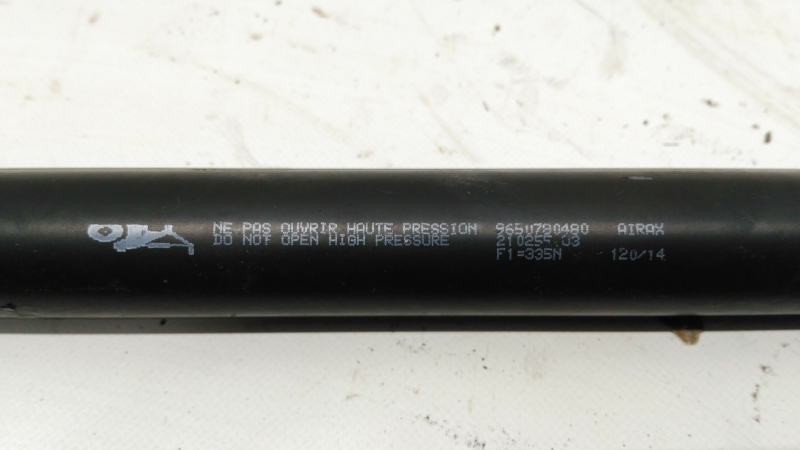 NE PAS OUVRIR HAUTE PRESSION 9650780480 AIRAX
DO NOT OPEN HIGH PRESSURE 210255.03
F1=335N 120/14